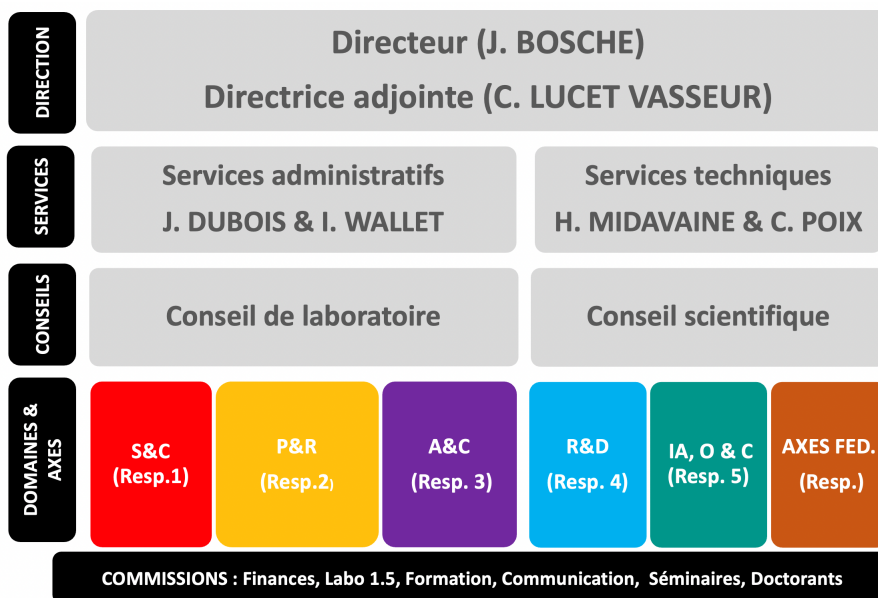 DIRECTION
Directeur (J. BOSCHE)
Directrice adjointe (C. LUCET VASSEUR)
SERVICES
Services administratifs
J. DUBOIS & I. WALLET
Services techniques
H. MIDAVAINE & C. POIX
CONSEILS
Conseil de laboratoire
Conseil scientifique
DOMAINES &
AXES
S&C
(Resp.1)
P&R
(Resp.2)
A&C
(Resp. 3)
R&D
(Resp. 4)
IA, O & C
(Resp. 5)
AXES FED.
(Resp.)
COMMISSIONS : Finances, Labo 1.5, Formation, Communication, Séminaires, Doctorants